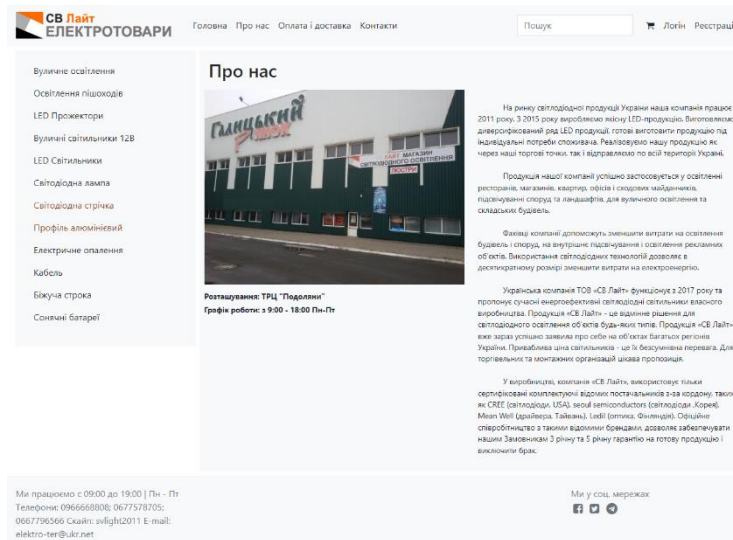 СВ Лайт
ЕЛЕКТРОТОВАРИ
Головна Про нас Оплата і доставка Контакти
Пошук
Логін Реєстраці
Вуличне освітлення
Освітлення пішоходів
LED Прожектори
Вуличні світильники 12В
LED Світильники
Світодіодна лампа
Світодіодна стрічка
Профіль алюмінієвий
Електричне опалення
Кабель
Біжуча строка
Сонячні батареї
Про нас
Галицький
ЛАЙТ МАГАЗИН
СВІТЛОДІОДНОГО ОСВІТЛЕННЯ
ЛЮСТРИ
Розташування: ТРЦ "Подоляни"
Графік роботи: з 9:00 - 18:00 Пн-Пт
На ринку світлодіодної продукції України наша компанія працює
2011 року. З 2015 року виробляємо якісну LED-продукцію. Виготовляємо
диверсифікований ряд LED продукції, готові виготовити продукцію під
індивідуальні потреби споживача. Реалізовуємо нашу продукцію як
через наші торгові точки, так і відправляємо по всій території Україні.
Продукція нашої компанії успішно застосовується у освітленні
ресторанів, магазинів, квартир, офісів і сходових майданчиків,
підсвічуванні споруд та ландшафтів, для вуличного освітлення та
складських будівель.
Фахівці компанії допоможуть зменшити витрати на освітлення
будівель і споруд, на внутрішнє підсвічування і освітлення рекламних
об'єктів. Використання світлодіодних технологій дозволяє в
десятикратному розмірі зменшити витрати на електроенергію.
Українська компанія ТОВ «СВ Лайт» функціонує з 2017 року та
пропонує сучасні енергоефективні світлодіодні світильники власного
виробництва. Продукція «СВ Лайт» - це відмінне рішення для
світлодіодного освітлення об'єктів будь-яких типів. Продукція «СВ Лайт»
вже зараз успішно заявила про себе на об'єктах багатьох регіонів
України. Приваблива ціна світильників - це їх безсумнівна перевага. Для
торгівельних та монтажних організацій цікава пропозиція.
У виробництві, компанія «СВ Лайт», використовує тільки
сертифіковані комплектуючі відомих постачальників з-за кордону, таких
як CREE (світлодіоди, USA), seoul semiconductors (світлодіоди ,Корея),
Mean Well (драйвера, Тайвань), Ledil (оптика, Фінляндія). Офіційне
співробітництво з такими відомими брендами, дозволяє забезпечувати
нашим Замовникам 3 річну та 5 річну гарантію на готову продукцію і
виключити брак.
Ми працюємо с 09:00 до 19:00 | Пн - Пт
Телефони: 0966668808; 0677578705;
0667796566 Скайп: svlight2011 E-mail:
elektro-ter@ukr.net
Ми у соц. мережах